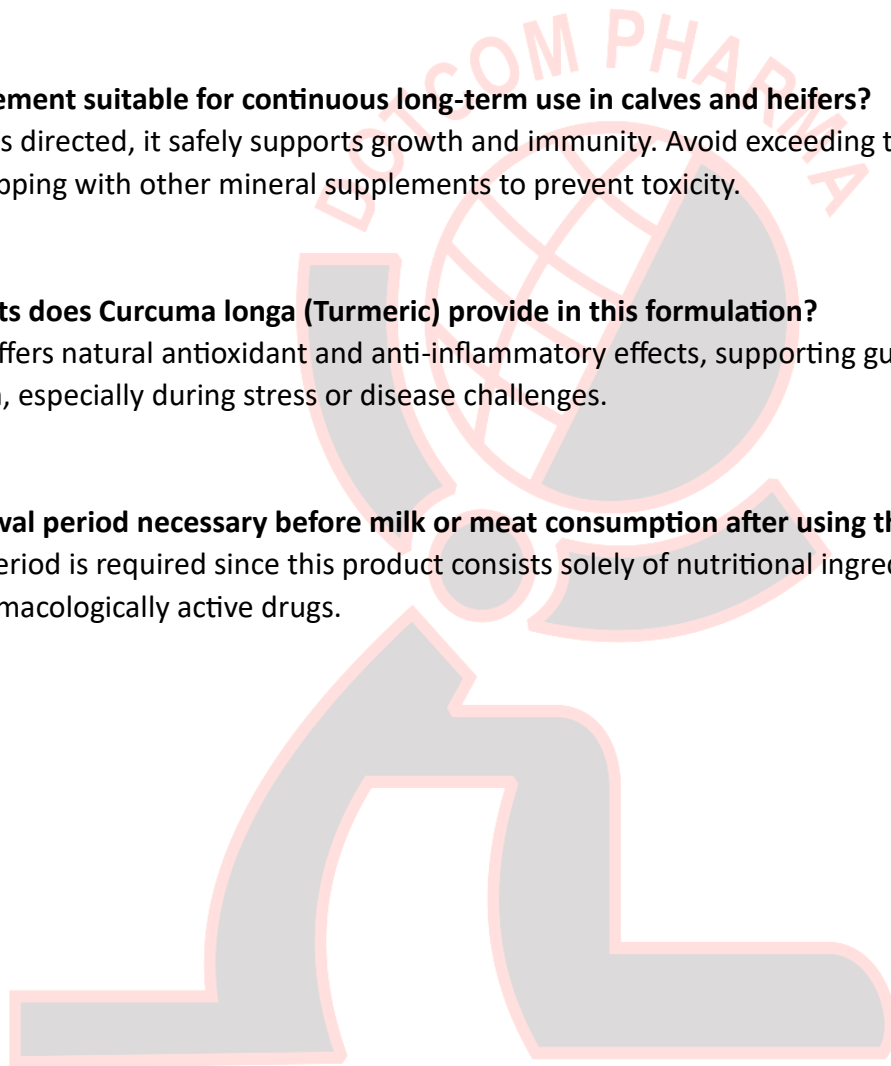 DOTCOM PHARMA
ement suitable for continuous long-term use in calves and heifers?
s directed, it safely supports growth and immunity. Avoid exceeding t
pping with other mineral supplements to prevent toxicity.
ts does Curcuma longa (Turmeric) provide in this formulation?
ffers natural antioxidant and anti-inflammatory effects, supporting gu
, especially during stress or disease challenges.
wal period necessary before milk or meat consumption after using th
eriod is required since this product consists solely of nutritional ingre
macologically active drugs.